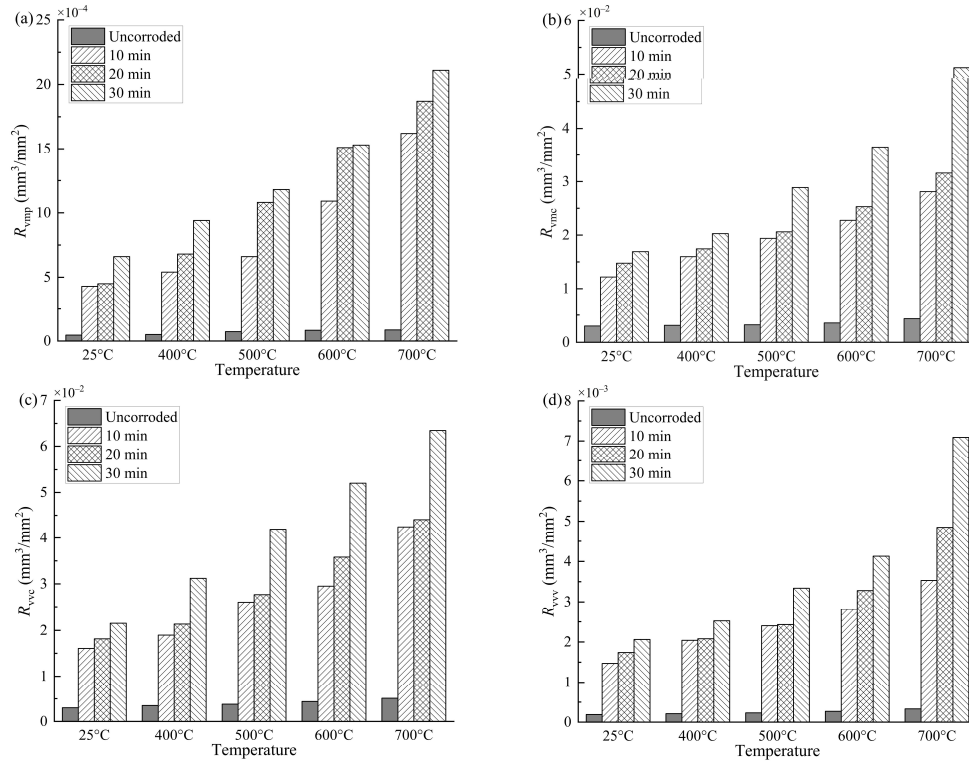 (a)
×10⁻⁴
Uncorroded
10 min
20 min
30 min
25
20
15
10
5
0
R_vmp (mm³/mm²)
25°C 400°C 500°C 600°C 700°C
Temperature
(b)
×10⁻²
Uncorroded
10 min
20 min
30 min
6
5
4
3
2
1
0
R_vmc (mm³/mm²)
25°C 400°C 500°C 600°C 700°C
Temperature
(c)
×10⁻²
Uncorroded
10 min
20 min
30 min
7
6
5
4
3
2
1
0
R_vvc (mm³/mm²)
25°C 400°C 500°C 600°C 700°C
Temperature
(d)
×10⁻³
Uncorroded
10 min
20 min
30 min
8
7
6
5
4
3
2
1
0
R_vvv (mm³/mm²)
25°C 400°C 500°C 600°C 700°C
Temperature